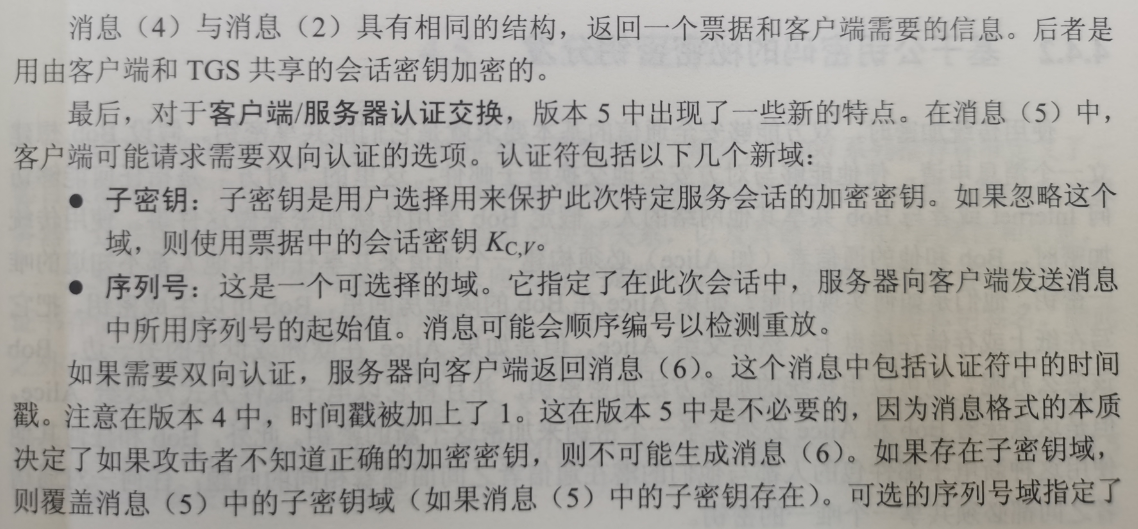 消息（4）与消息（2）具有相同的结构，返回一个票据和客户端需要的信息。后者是
用由客户端和 TGS 共享的会话密钥加密的。
最后，对于客户端/服务器认证交换，版本 5 中出现了一些新的特点。在消息（5）中，
客户端可能请求需要双向认证的选项。认证符包括以下几个新域：
● 子密钥：子密钥是用户选择用来保护此次特定服务会话的加密密钥。如果忽略这个
域，则使用票据中的会话密钥 K_C,V。
● 序列号：这是一个可选择的域。它指定了在此次会话中，服务器向客户端发送消息
中所用序列号的起始值。消息可能会顺序编号以检测重放。
如果需要双向认证，服务器向客户端返回消息（6）。这个消息中包括认证符中的时间
戳。注意在版本 4 中，时间戳被加上了 1。这在版本 5 中是不必要的，因为消息格式的本质
决定了如果攻击者不知道正确的加密密钥，则不可能生成消息（6）。如果存在子密钥域，
则覆盖消息（5）中的子密钥域（如果消息（5）中的子密钥存在）。可选的序列号域指定了